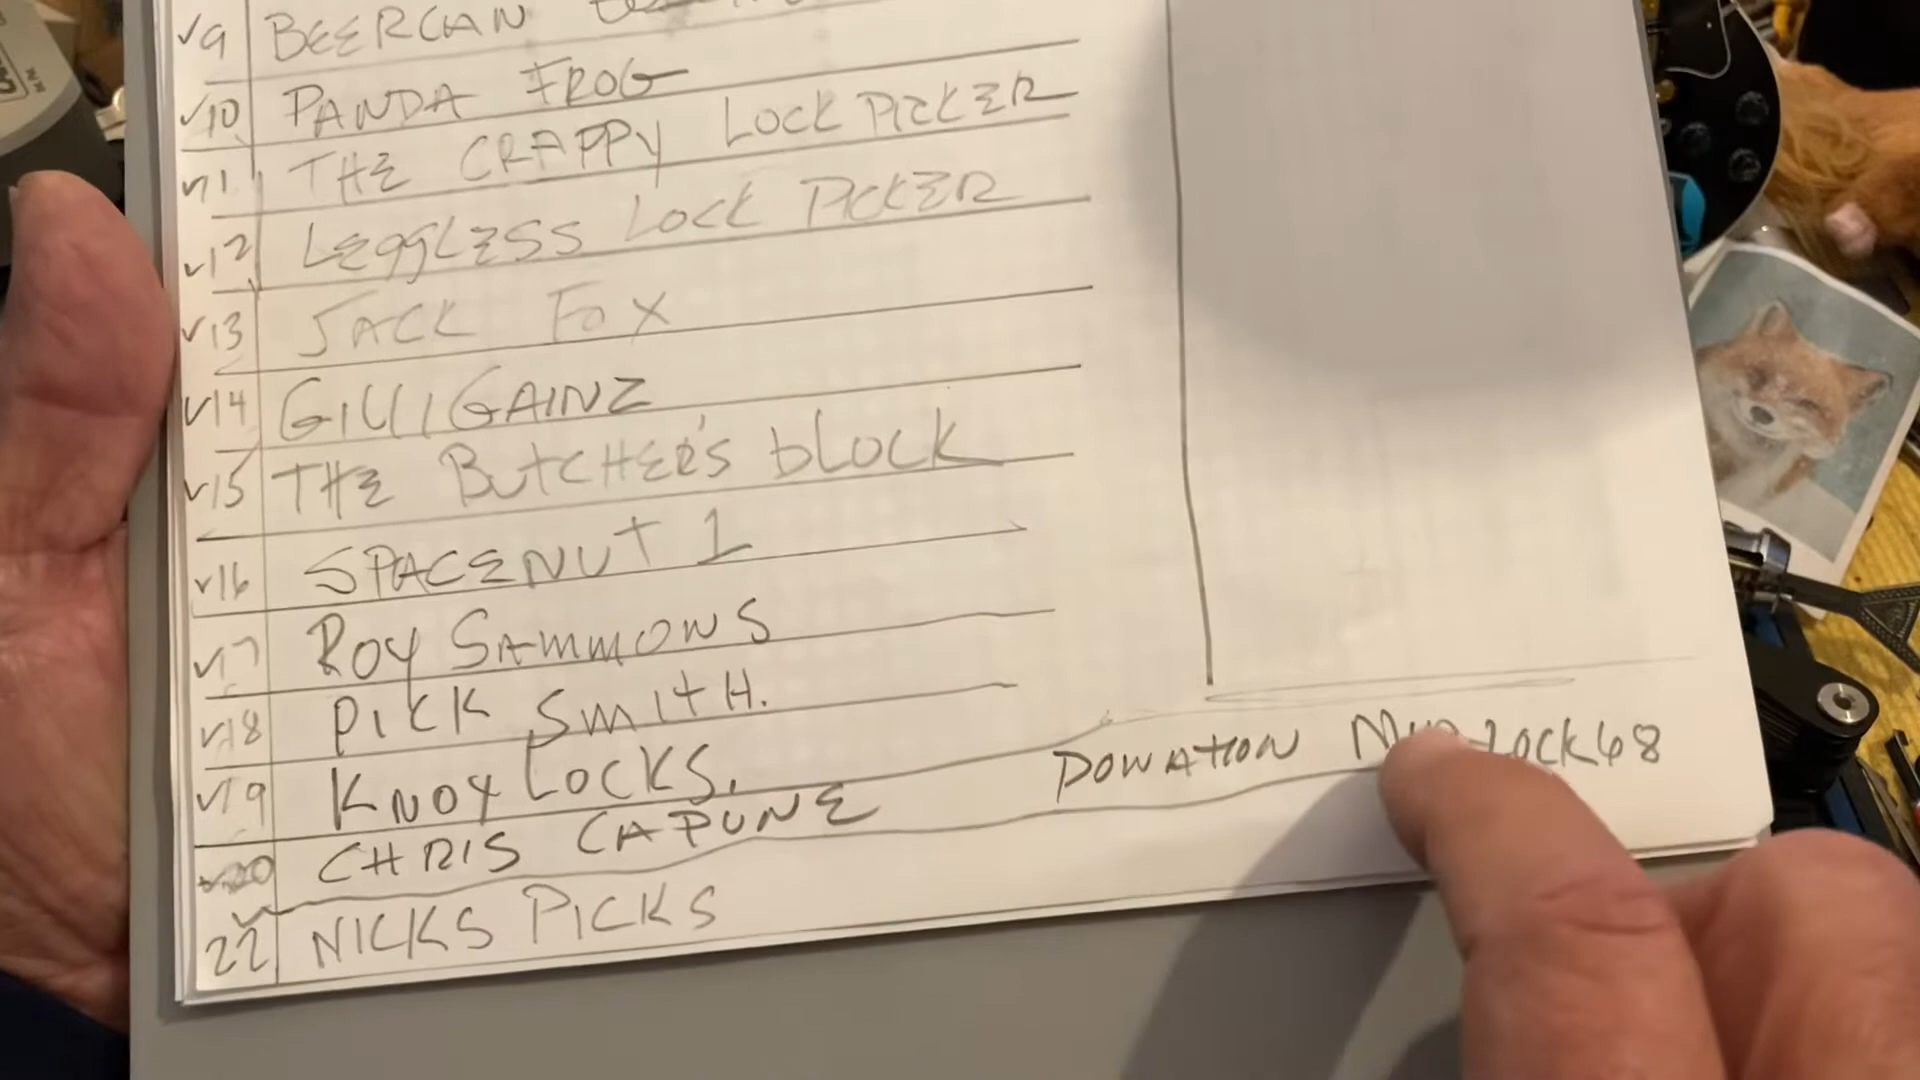 √9 BEERCAN
√10 PANDA FROG
√11 THE CRAPPY LOCK PICKER
√12 LEggLESS LOCK PICKER
√13 JACK FOX
√14 GILLIGAINZ
√15 THE BUTCHER'S blOCK
√16 SPACENUT 1
√17 ROY SAMMONS
√18 PICK SMITH.
√19 KNOX LOCKS.
√20 CHRIS CAPUNE DONATION
22 NICKS PICKS